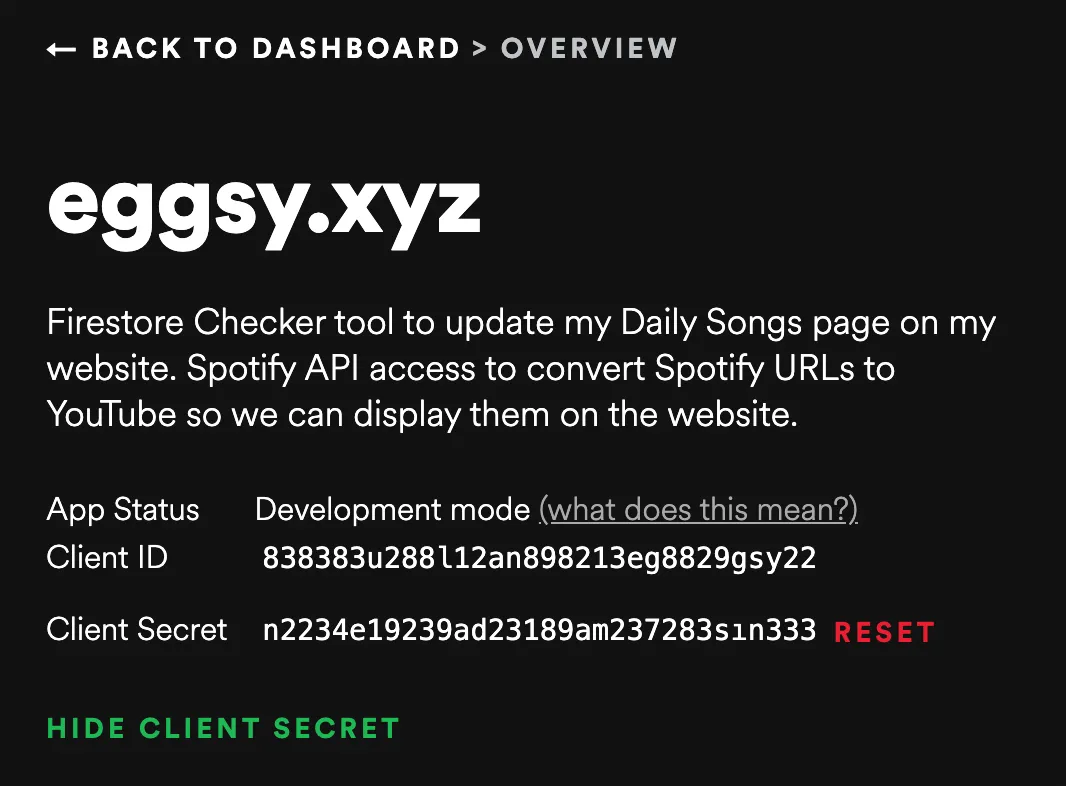 ← BACK TO DASHBOARD > OVERVIEW
eggsy.xyz
Firestore Checker tool to update my Daily Songs page on my
website. Spotify API access to convert Spotify URLs to
YouTube so we can display them on the website.
App Status Development mode (what does this mean?)
Client ID 838383u288l12an898213eg8829gsy22
Client Secret n2234e19239ad23189am237283sın333 RESET
HIDE CLIENT SECRET